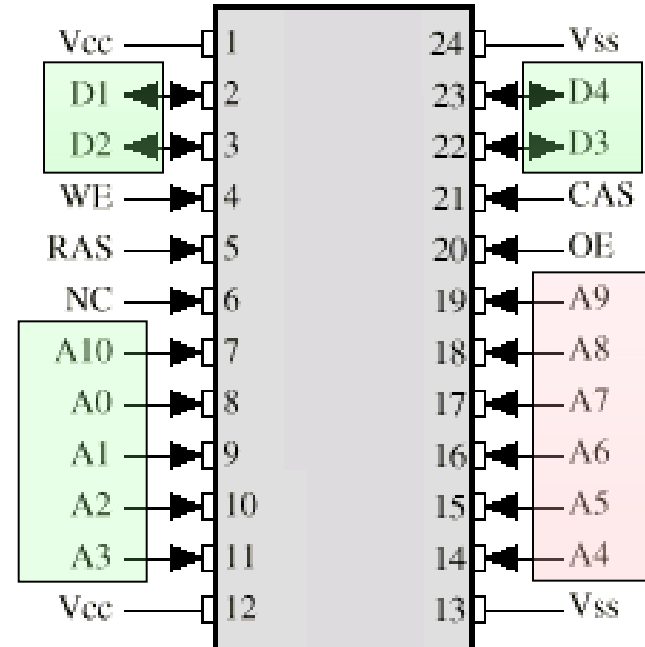 Vcc 1 24 Vss
D1 2 23 D4
D2 3 22 D3
WE 4 21 CAS
RAS 5 20 OE
NC 6 19 A9
A10 7 18 A8
A0 8 17 A7
A1 9 16 A6
A2 10 15 A5
A3 11 14 A4
Vcc 12 13 Vss